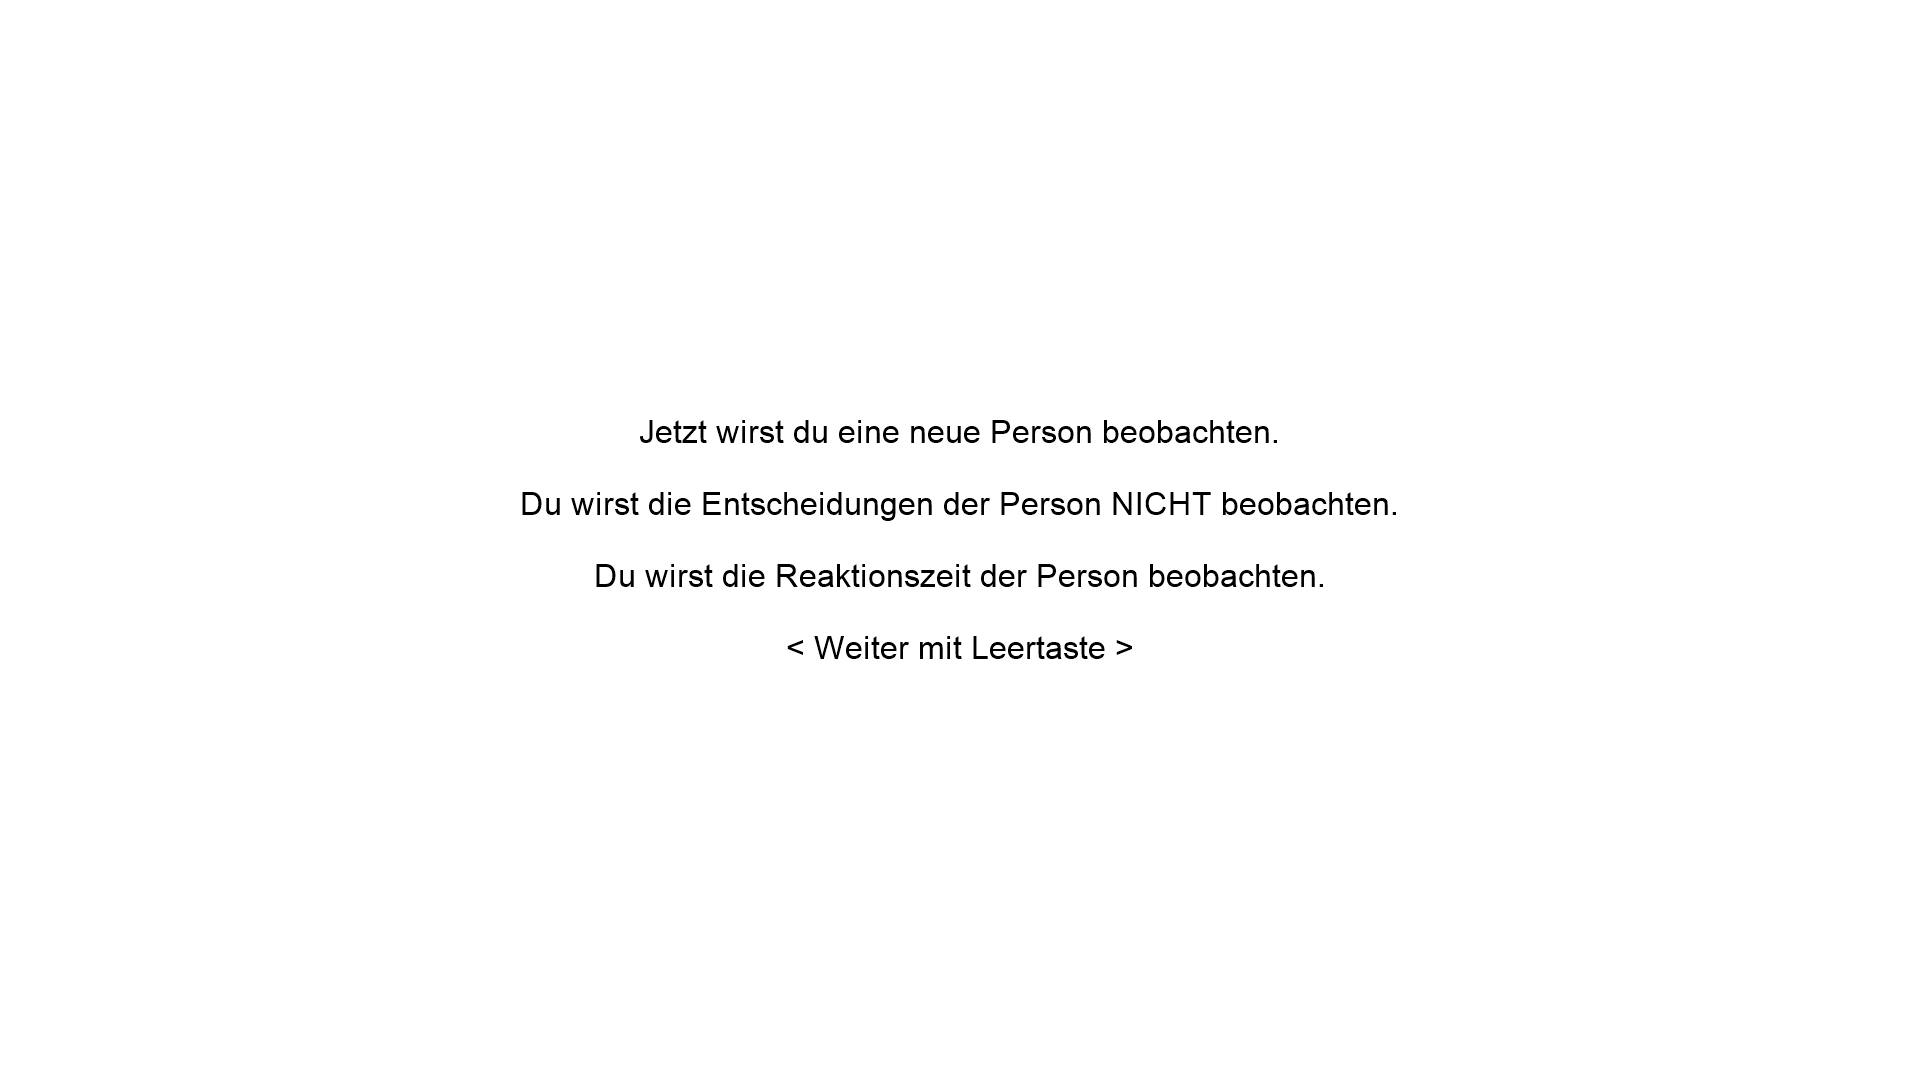 Jetzt wirst du eine neue Person beobachten.
Du wirst die Entscheidungen der Person NICHT beobachten.
Du wirst die Reaktionszeit der Person beobachten.
< Weiter mit Leertaste >